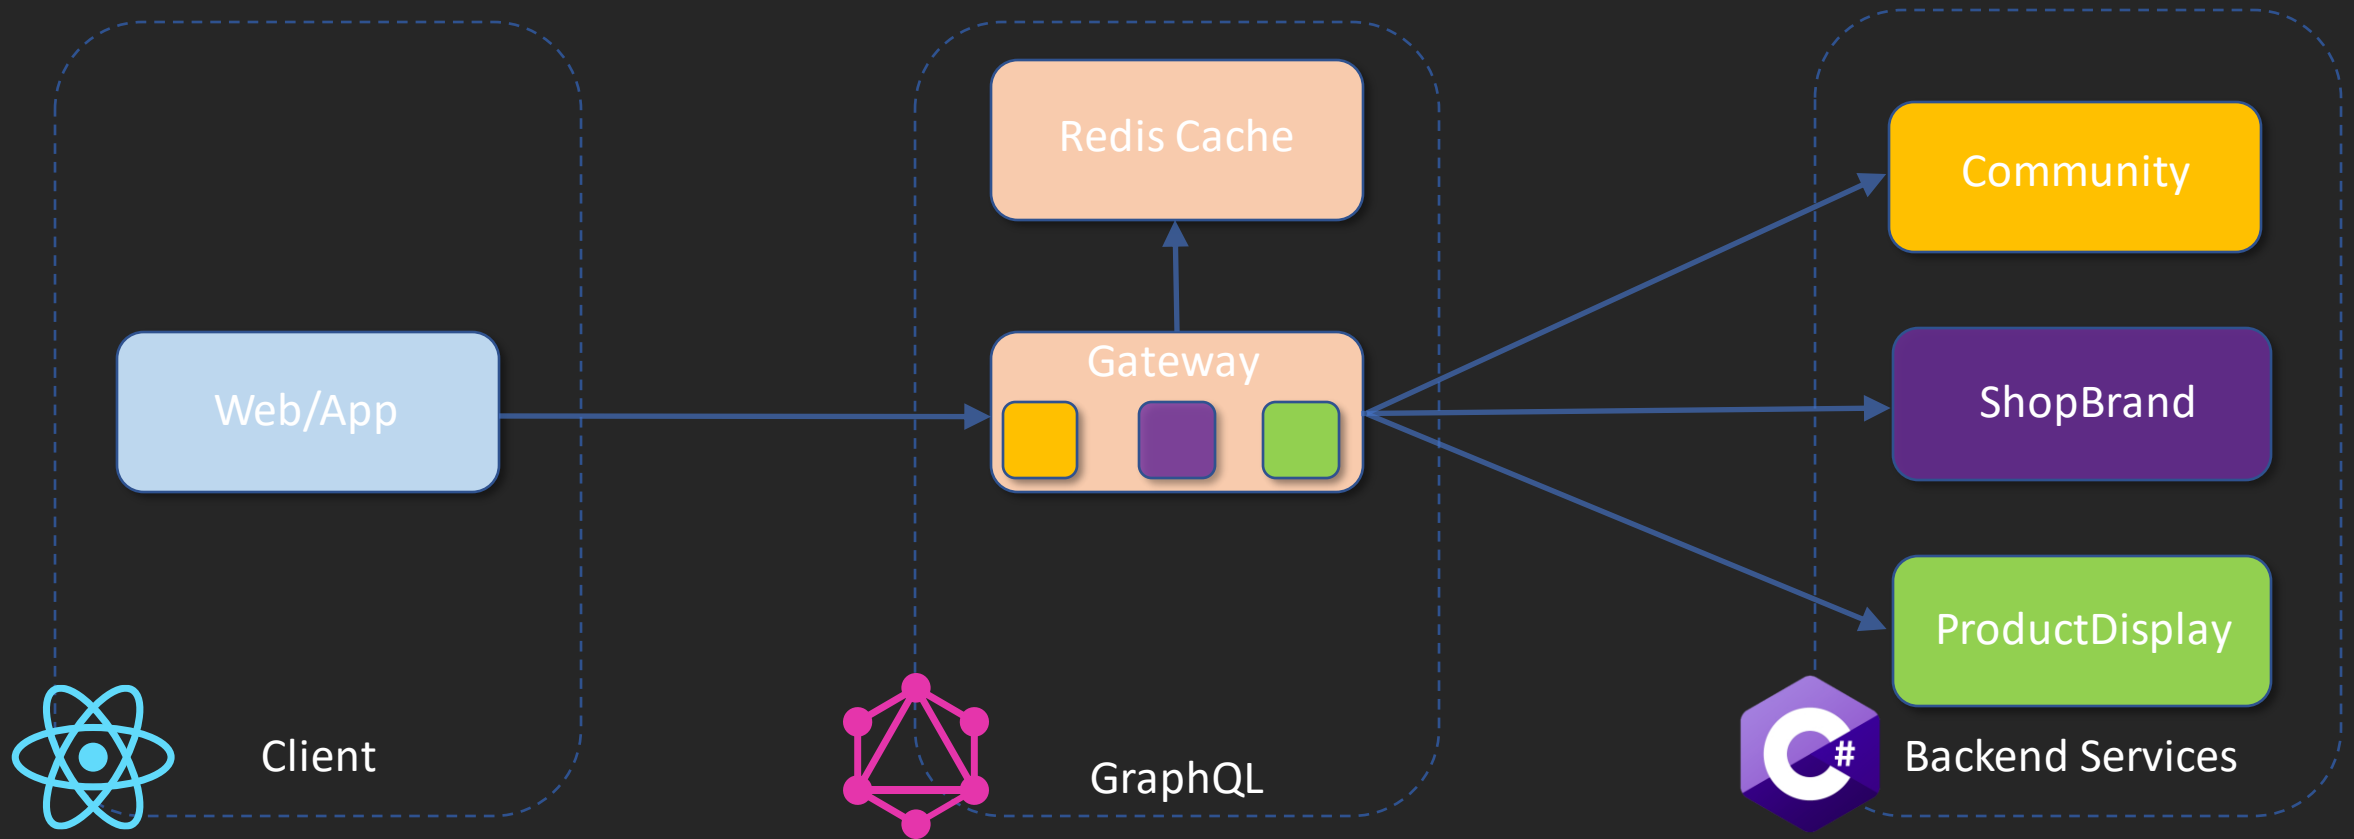 Redis Cache
Community
Gateway
Web/App
ShopBrand
ProductDisplay
Client
GraphQL
C#
Backend Services